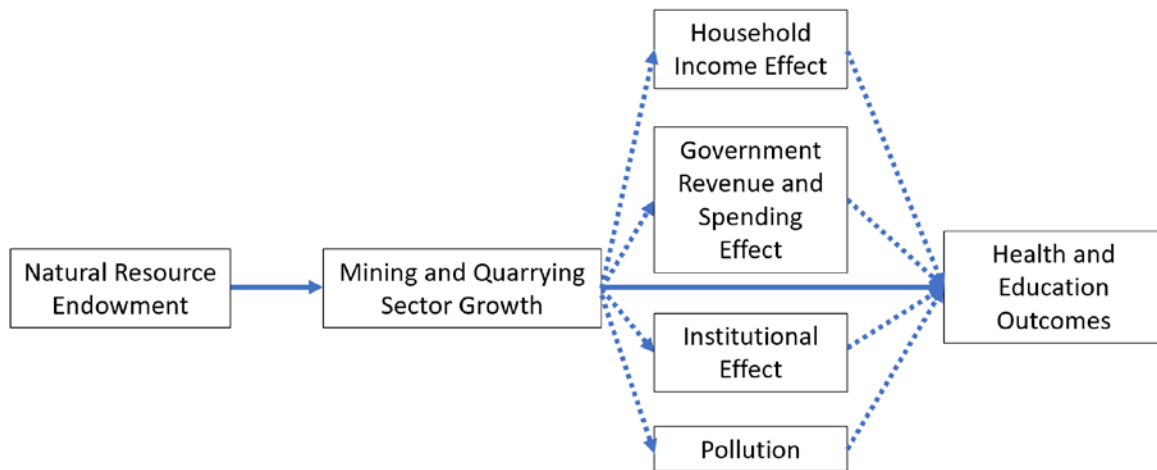 Natural Resource
Endowment
Mining and Quarrying
Sector Growth
Household
Income Effect
Government
Revenue and
Spending
Effect
Institutional
Effect
Pollution
Health and
Education
Outcomes